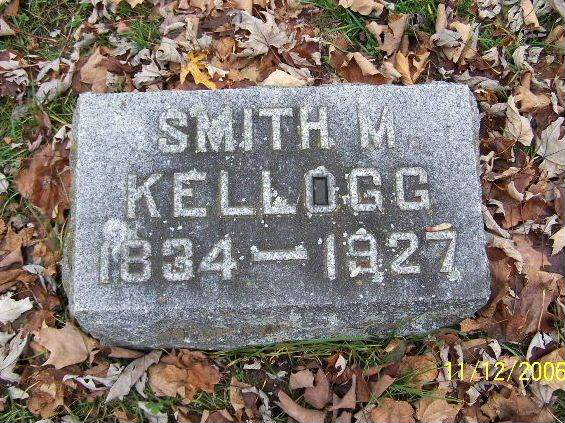 SMITH M
KELLOGG
1834 — 1927
11/12/2006